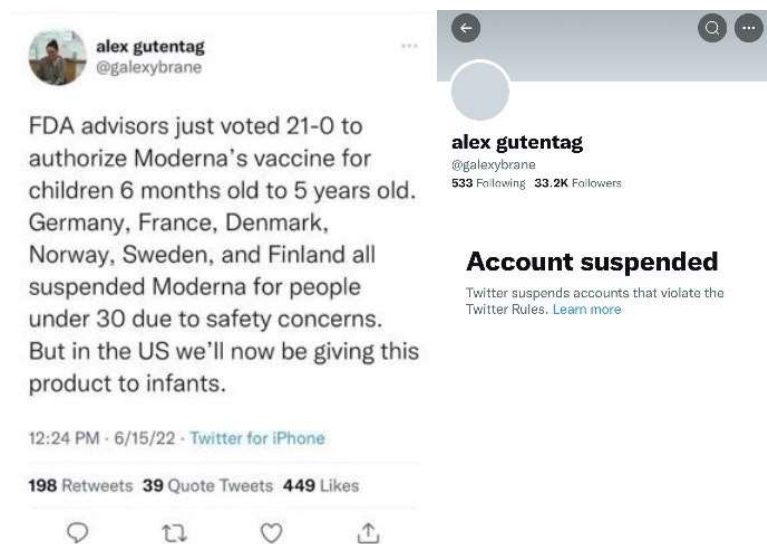 alex gutentag
@galexybrane
FDA advisors just voted 21-0 to
authorize Moderna's vaccine for
children 6 months old to 5 years old.
Germany, France, Denmark,
Norway, Sweden, and Finland all
suspended Moderna for people
under 30 due to safety concerns.
But in the US we'll now be giving this
product to infants.
12:24 PM · 6/15/22 · Twitter for iPhone
198 Retweets 39 Quote Tweets 449 Likes
alex gutentag
@galexybrane
533 Following 33.2K Followers
Account suspended
Twitter suspends accounts that violate the
Twitter Rules. Learn more